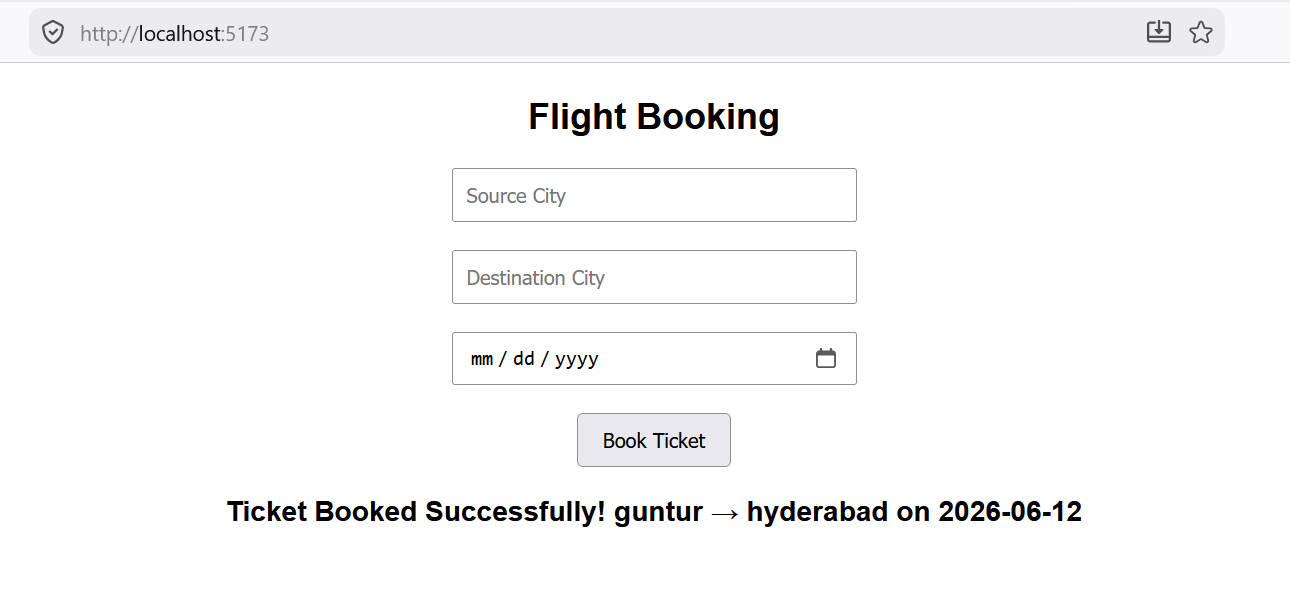 http://localhost:5173
Flight Booking
Source City
Destination City
mm / dd / yyyy
Book Ticket
Ticket Booked Successfully! guntur → hyderabad on 2026-06-12